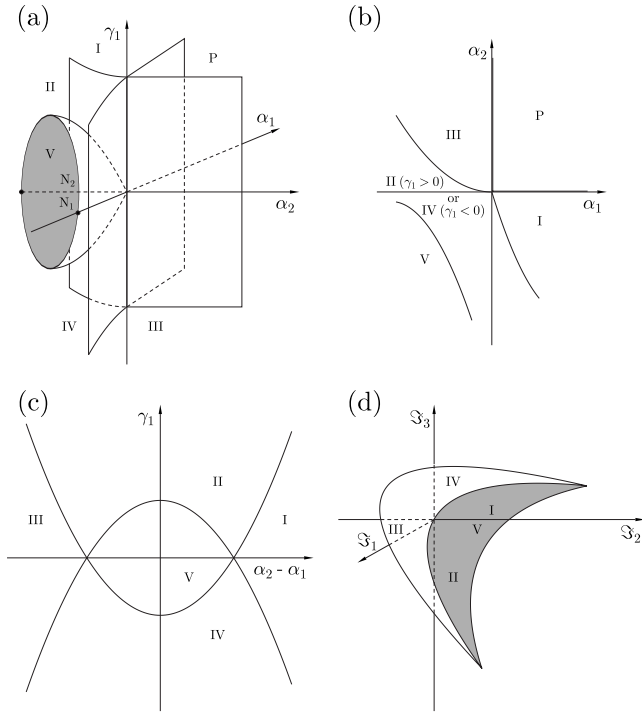 (a)
γ₁
I
P
II
α₁
V
N₂
N₁
α₂
IV
III
(b)
α₂
P
III
II (γ₁ > 0)
or
IV (γ₁ < 0)
α₁
I
V
(c)
γ₁
II
III
I
α₂ - α₁
V
IV
(d)
ℑ₃
IV
I
III
V
ℑ₂
ℑ₁
II